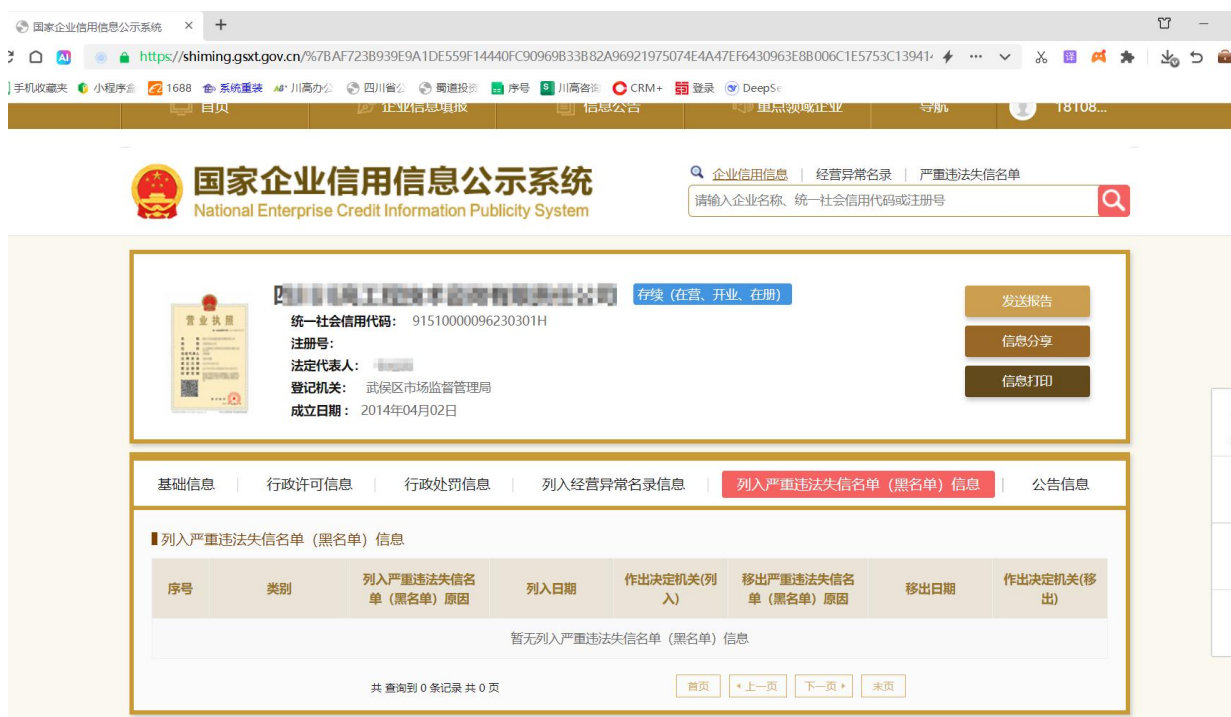 国家企业信用信息公示系统
https://shiming.gsxt.gov.cn/%7BAF723B939E9A1DE559F14440FC90969B33B82A96921975074E4A47EF6430963E8B006C1E5753C13941
手机收藏夹 小程序 1688 系统重装 川高办公 四川省公 蜀道投资 序号 川高咨询 CRM+ 登录 DeepSe
首页 企业信息填报 信息公告 重点领域企业 导航 18108...
国家企业信用信息公示系统
National Enterprise Credit Information Publicity System
企业信用信息 | 经营异常名录 | 严重违法失信名单
请输入企业名称、统一社会信用代码或注册号
存续（在营、开业、在册）
营业执照
统一社会信用代码： 91510000096230301H
注册号：
法定代表人：
登记机关： 武侯区市场监督管理局
成立日期： 2014年04月02日
发送报告
信息分享
信息打印
基础信息 | 行政许可信息 | 行政处罚信息 | 列入经营异常名录信息 | 列入严重违法失信名单（黑名单）信息 | 公告信息
列入严重违法失信名单（黑名单）信息
序号 类别 列入严重违法失信名单（黑名单）原因 列入日期 作出决定机关(列入) 移出严重违法失信名单（黑名单）原因 移出日期 作出决定机关(移出)
暂无列入严重违法失信名单（黑名单）信息
共 查询到 0 条记录 共 0 页 首页 上一页 下一页 末页